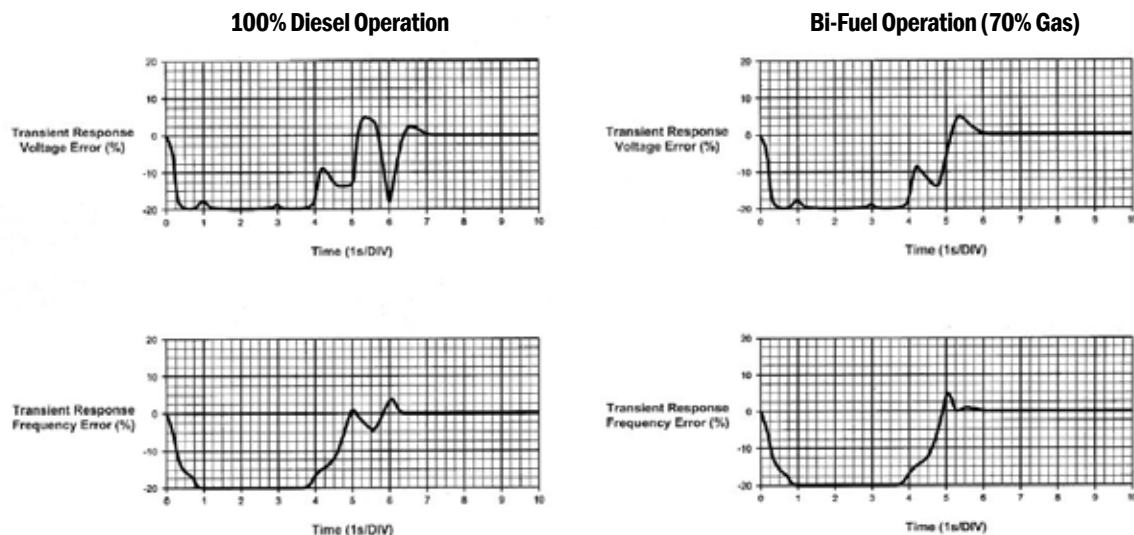 100% Diesel Operation
Bi-Fuel Operation (70% Gas)
20
10
0
-10
-20
Transient Response
Voltage Error (%)
0 1 2 3 4 5 6 7 8 9 10
Time (1s/DIV)
20
10
0
-10
-20
Transient Response
Voltage Error (%)
0 1 2 3 4 5 6 7 8 9 10
Time (1s/DIV)
20
10
0
-10
-20
Transient Response
Frequency Error (%)
0 1 2 3 4 5 6 7 8 9 10
Time (1s/DIV)
20
10
0
-10
-20
Transient Response
Frequency Error (%)
0 1 2 3 4 5 6 7 8 9 10
Time (1s/DIV)